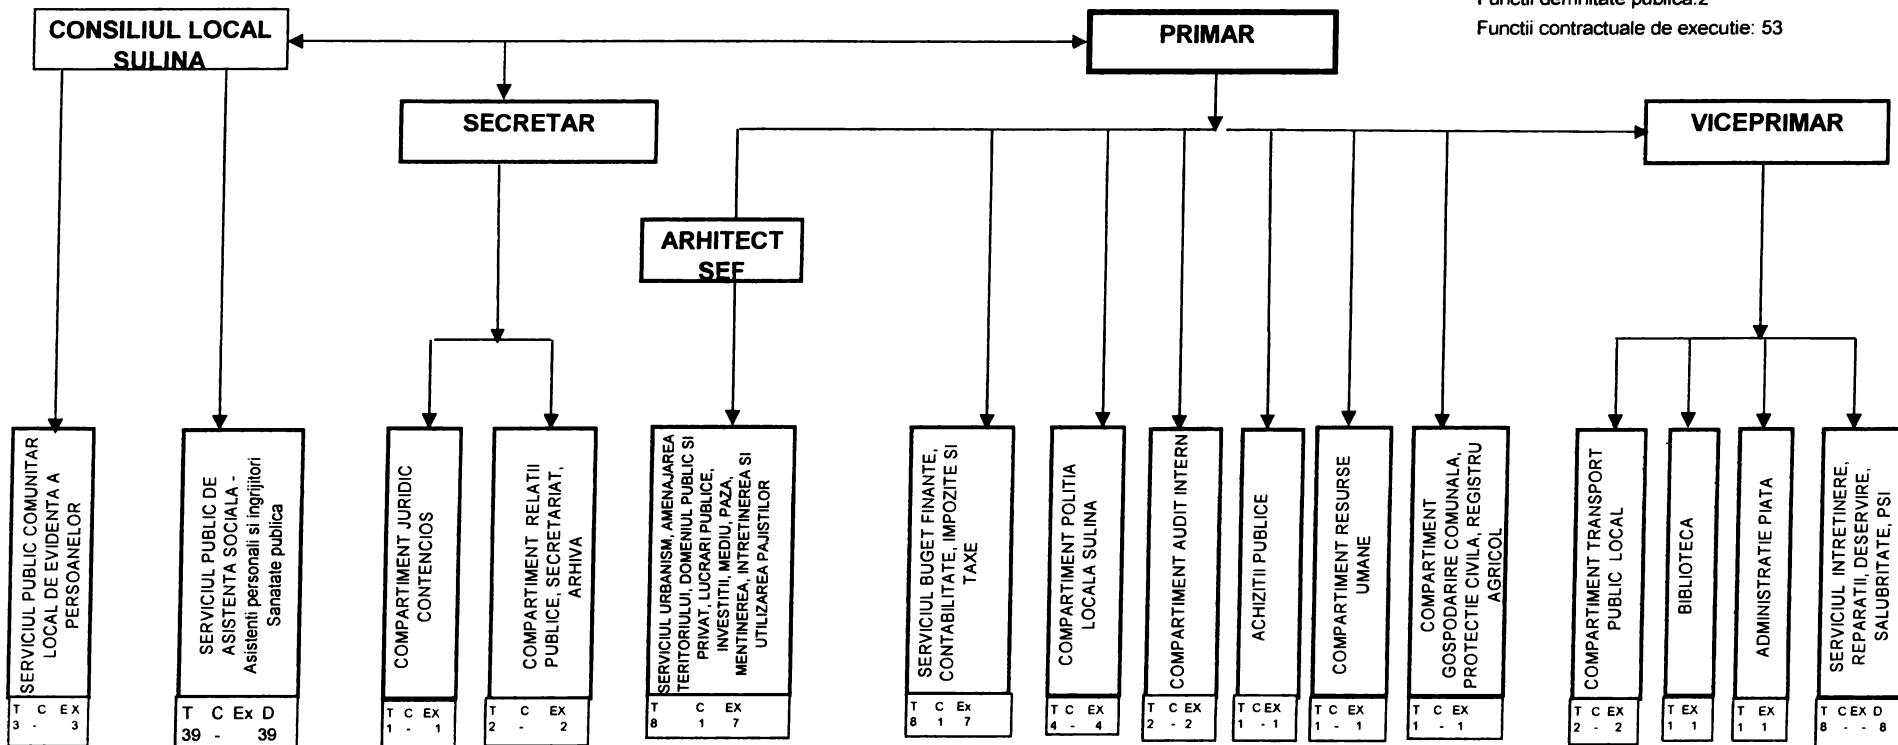 Functii demnitate publica:2
Functii contractuale de executie: 53
CONSILIUL LOCAL
SULINA
PRIMAR
SECRETAR
VICEPRIMAR
ARHITECT
SEF
SERVICIUL PUBLIC COMUNITAR
LOCAL DE EVIDENTA A
PERSOANELOR
T C EX
3 - 3
SERVICIUL PUBLIC DE
ASISTENTA SOCIALA -
Asistenti personali si ingrijitori
Sanatate publica
T C Ex D
39 - 39
COMPARTIMENT JURIDIC
CONTENCIOS
T C EX
1 - 1
COMPARTIMENT RELATII
PUBLICE, SECRETARIAT,
ARHIVA
T C EX
2 - 2
SERVICIUL URBANISM, AMENAJAREA
TERITORIULUI, DOMENIUL PUBLIC SI
PRIVAT, LUCRARI PUBLICE,
INVESTITII, MEDIU, PAZA,
MENTINEREA, INTRETINEREA SI
UTILIZAREA PAJISTILOR
T C EX
8 1 7
SERVICIUL BUGET FINANTE,
CONTABILITATE, IMPOZITE SI
TAXE
T C Ex
8 1 7
COMPARTIMENT POLITIA
LOCALA SULINA
T C EX
4 - 4
COMPARTIMENT AUDIT INTERN
T C EX
2 - 2
ACHIZITII PUBLICE
T C EX
1 - 1
COMPARTIMENT RESURSE
UMANE
T C EX
1 - 1
COMPARTIMENT
GOSPODARIRE COMUNALA,
PROTECTIE CIVILA, REGISTRU
AGRICOL
T C EX
1 - 1
COMPARTIMENT TRANSPORT
PUBLIC LOCAL
T C EX
2 - 2
BIBLIOTECA
T EX
1 1
ADMINISTRATIE PIATA
T EX
1 1
SERVICIUL INTRETINERE,
REPARATII, DESERVIRE,
SALUBRITATE, PSI
T C EX D
8 - - 8